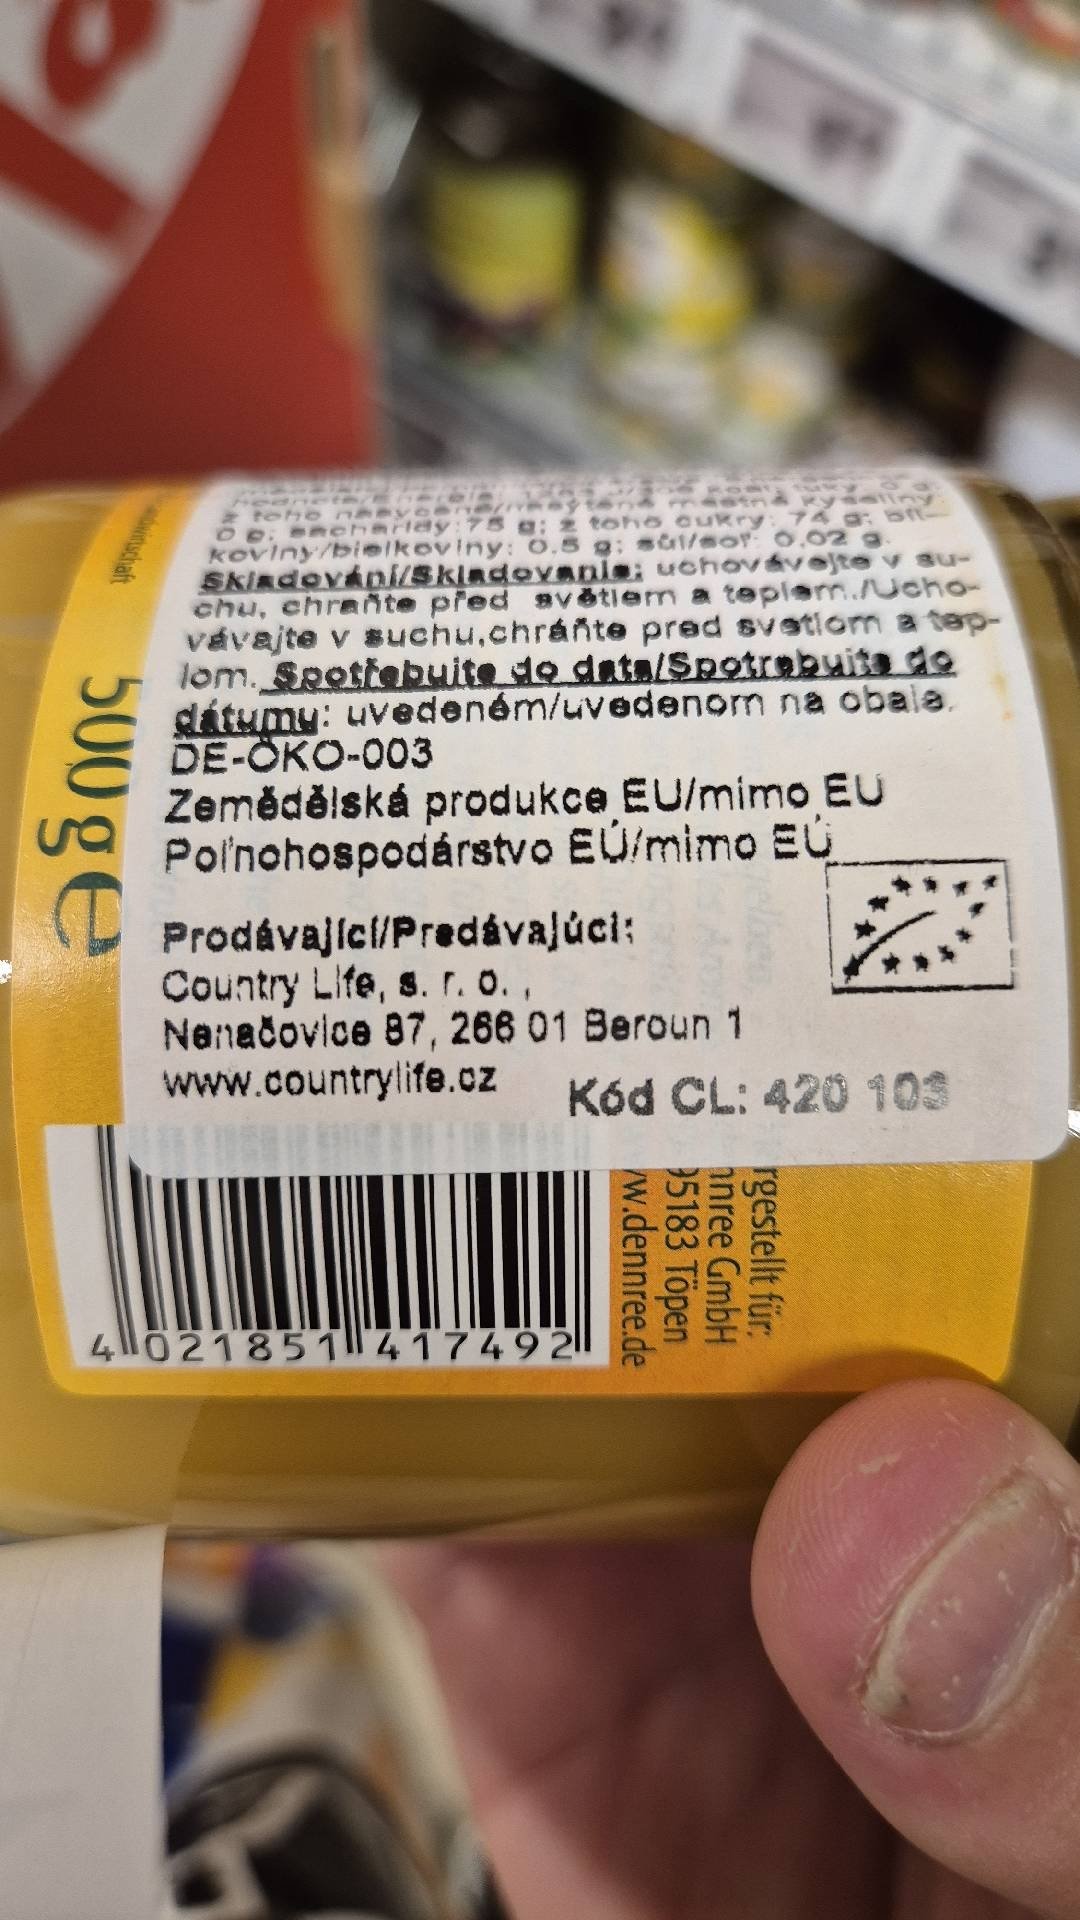 z toho nasycené/nasýtené mastné kyseliny:
0 g; sacharidy: 75 g; z toho cukry: 74 g; bíl-
koviny/bielkoviny: 0.5 g; sůl/soľ: 0,02 g.
Skladování/Skladovanie: uchovávejte v su-
chu, chraňte před světlem a teplem./Ucho-
vávajte v suchu,chráňte pred svetlom a tep-
lom. Spotřebujte do data/Spotrebujte do
dátumu: uvedeném/uvedenom na obale.
DE-ÖKO-003
Zemědělská produkce EU/mimo EU
Poľnohospodárstvo EÚ/mimo EÚ
Prodávající/Predávajúci:
Country Life, s. r. o. ,
Nenačovice 87, 266 01 Beroun 1
www.countrylife.cz
Kód CL: 420 103
500 g e
4 021851 417492
rgestellt für:
nnree GmbH
95183 Töpen
w.dennree.de